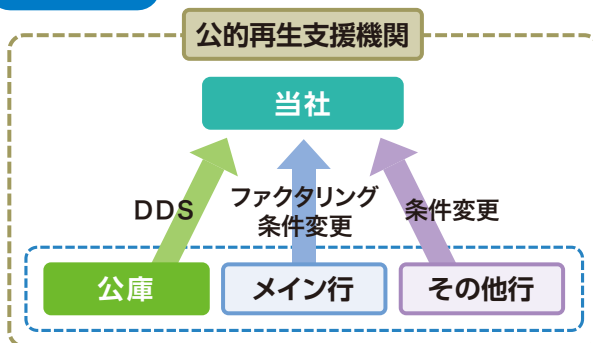 公的再生支援機関
当社
DDS
ファクタリング
条件変更
条件変更
公庫
メイン行
その他行